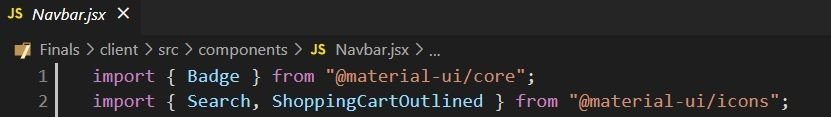 JS Navbar.jsx ×
Finals > client > src > components > JS Navbar.jsx > ...
1 import { Badge } from "@material-ui/core";
2 import { Search, ShoppingCartOutlined } from "@material-ui/icons";